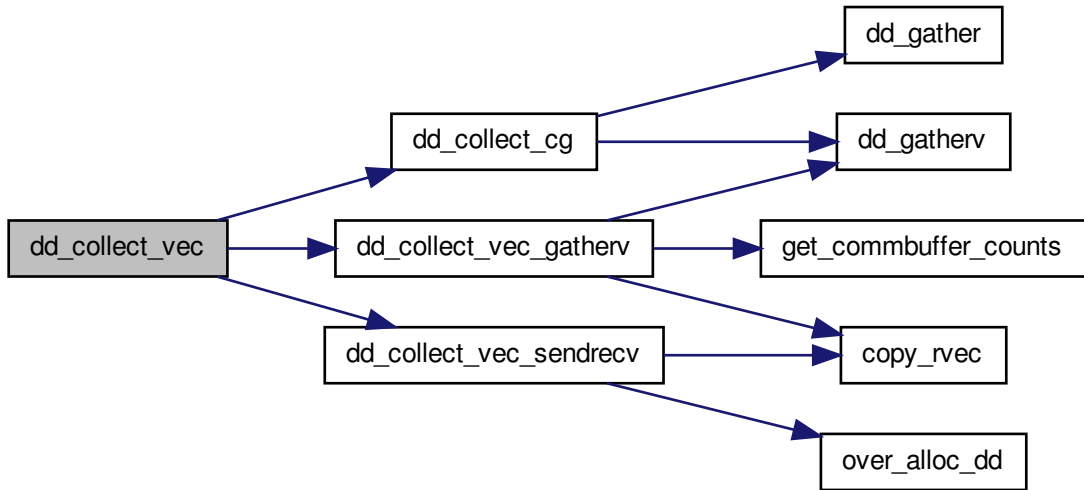 dd_gather
dd_collect_cg
dd_gatherv
dd_collect_vec
dd_collect_vec_gatherv
get_commbuffer_counts
dd_collect_vec_sendrecv
copy_rvec
over_alloc_dd